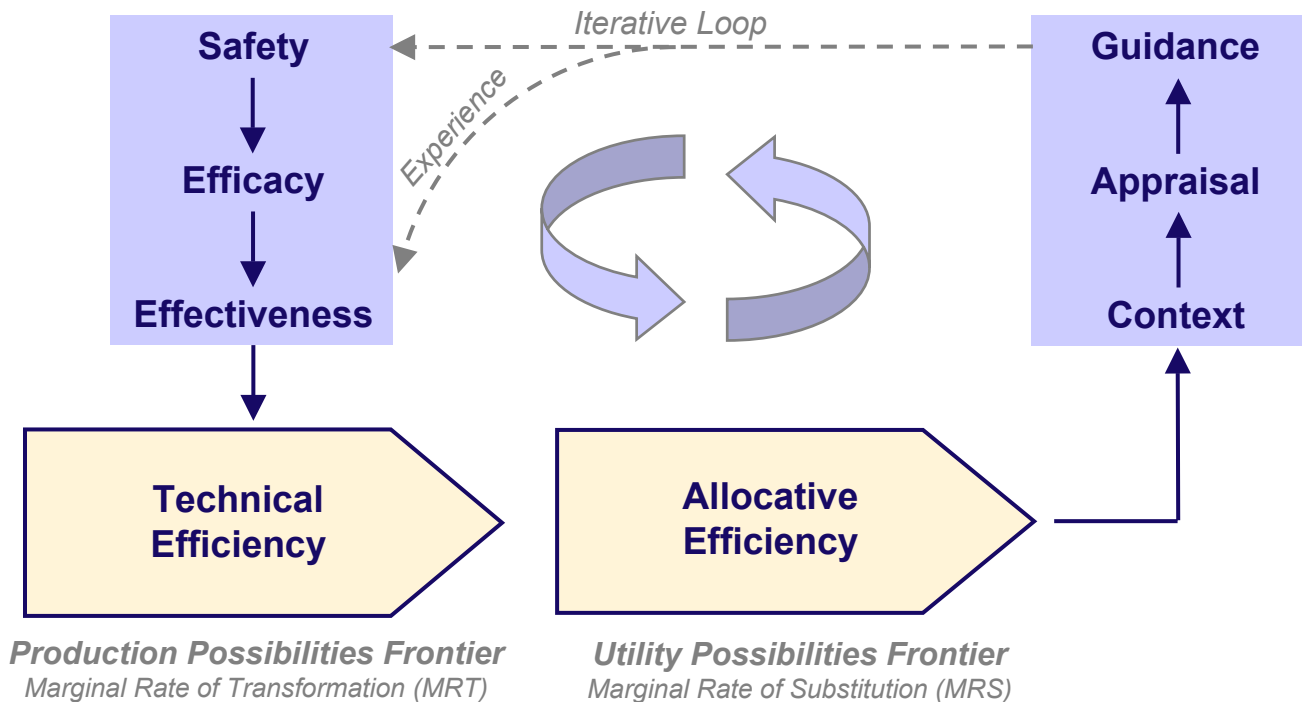 Iterative Loop
Safety
Guidance
Experience
Efficacy
Appraisal
Effectiveness
Context
Technical
Efficiency
Allocative
Efficiency
Production Possibilities Frontier
Marginal Rate of Transformation (MRT)
Utility Possibilities Frontier
Marginal Rate of Substitution (MRS)